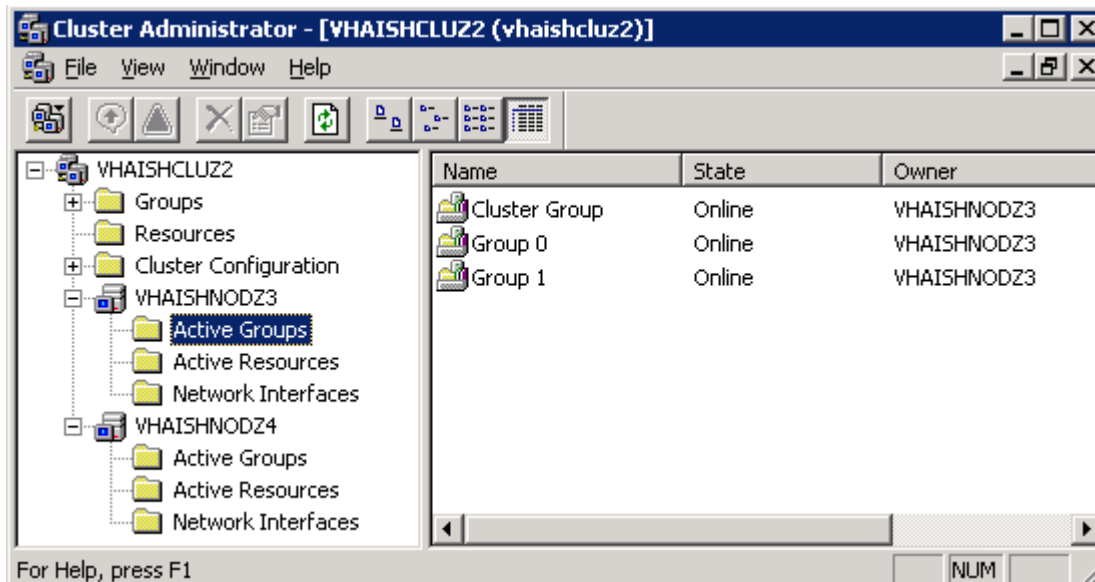 Cluster Administrator - [VHAISHCLUZ2 (vhaishcluz2)]
File View Window Help
VHAISHCLUZ2
Groups
Resources
Cluster Configuration
VHAISHNODZ3
Active Groups
Active Resources
Network Interfaces
VHAISHNODZ4
Active Groups
Active Resources
Network Interfaces
Name State Owner
Cluster Group Online VHAISHNODZ3
Group 0 Online VHAISHNODZ3
Group 1 Online VHAISHNODZ3
For Help, press F1 NUM